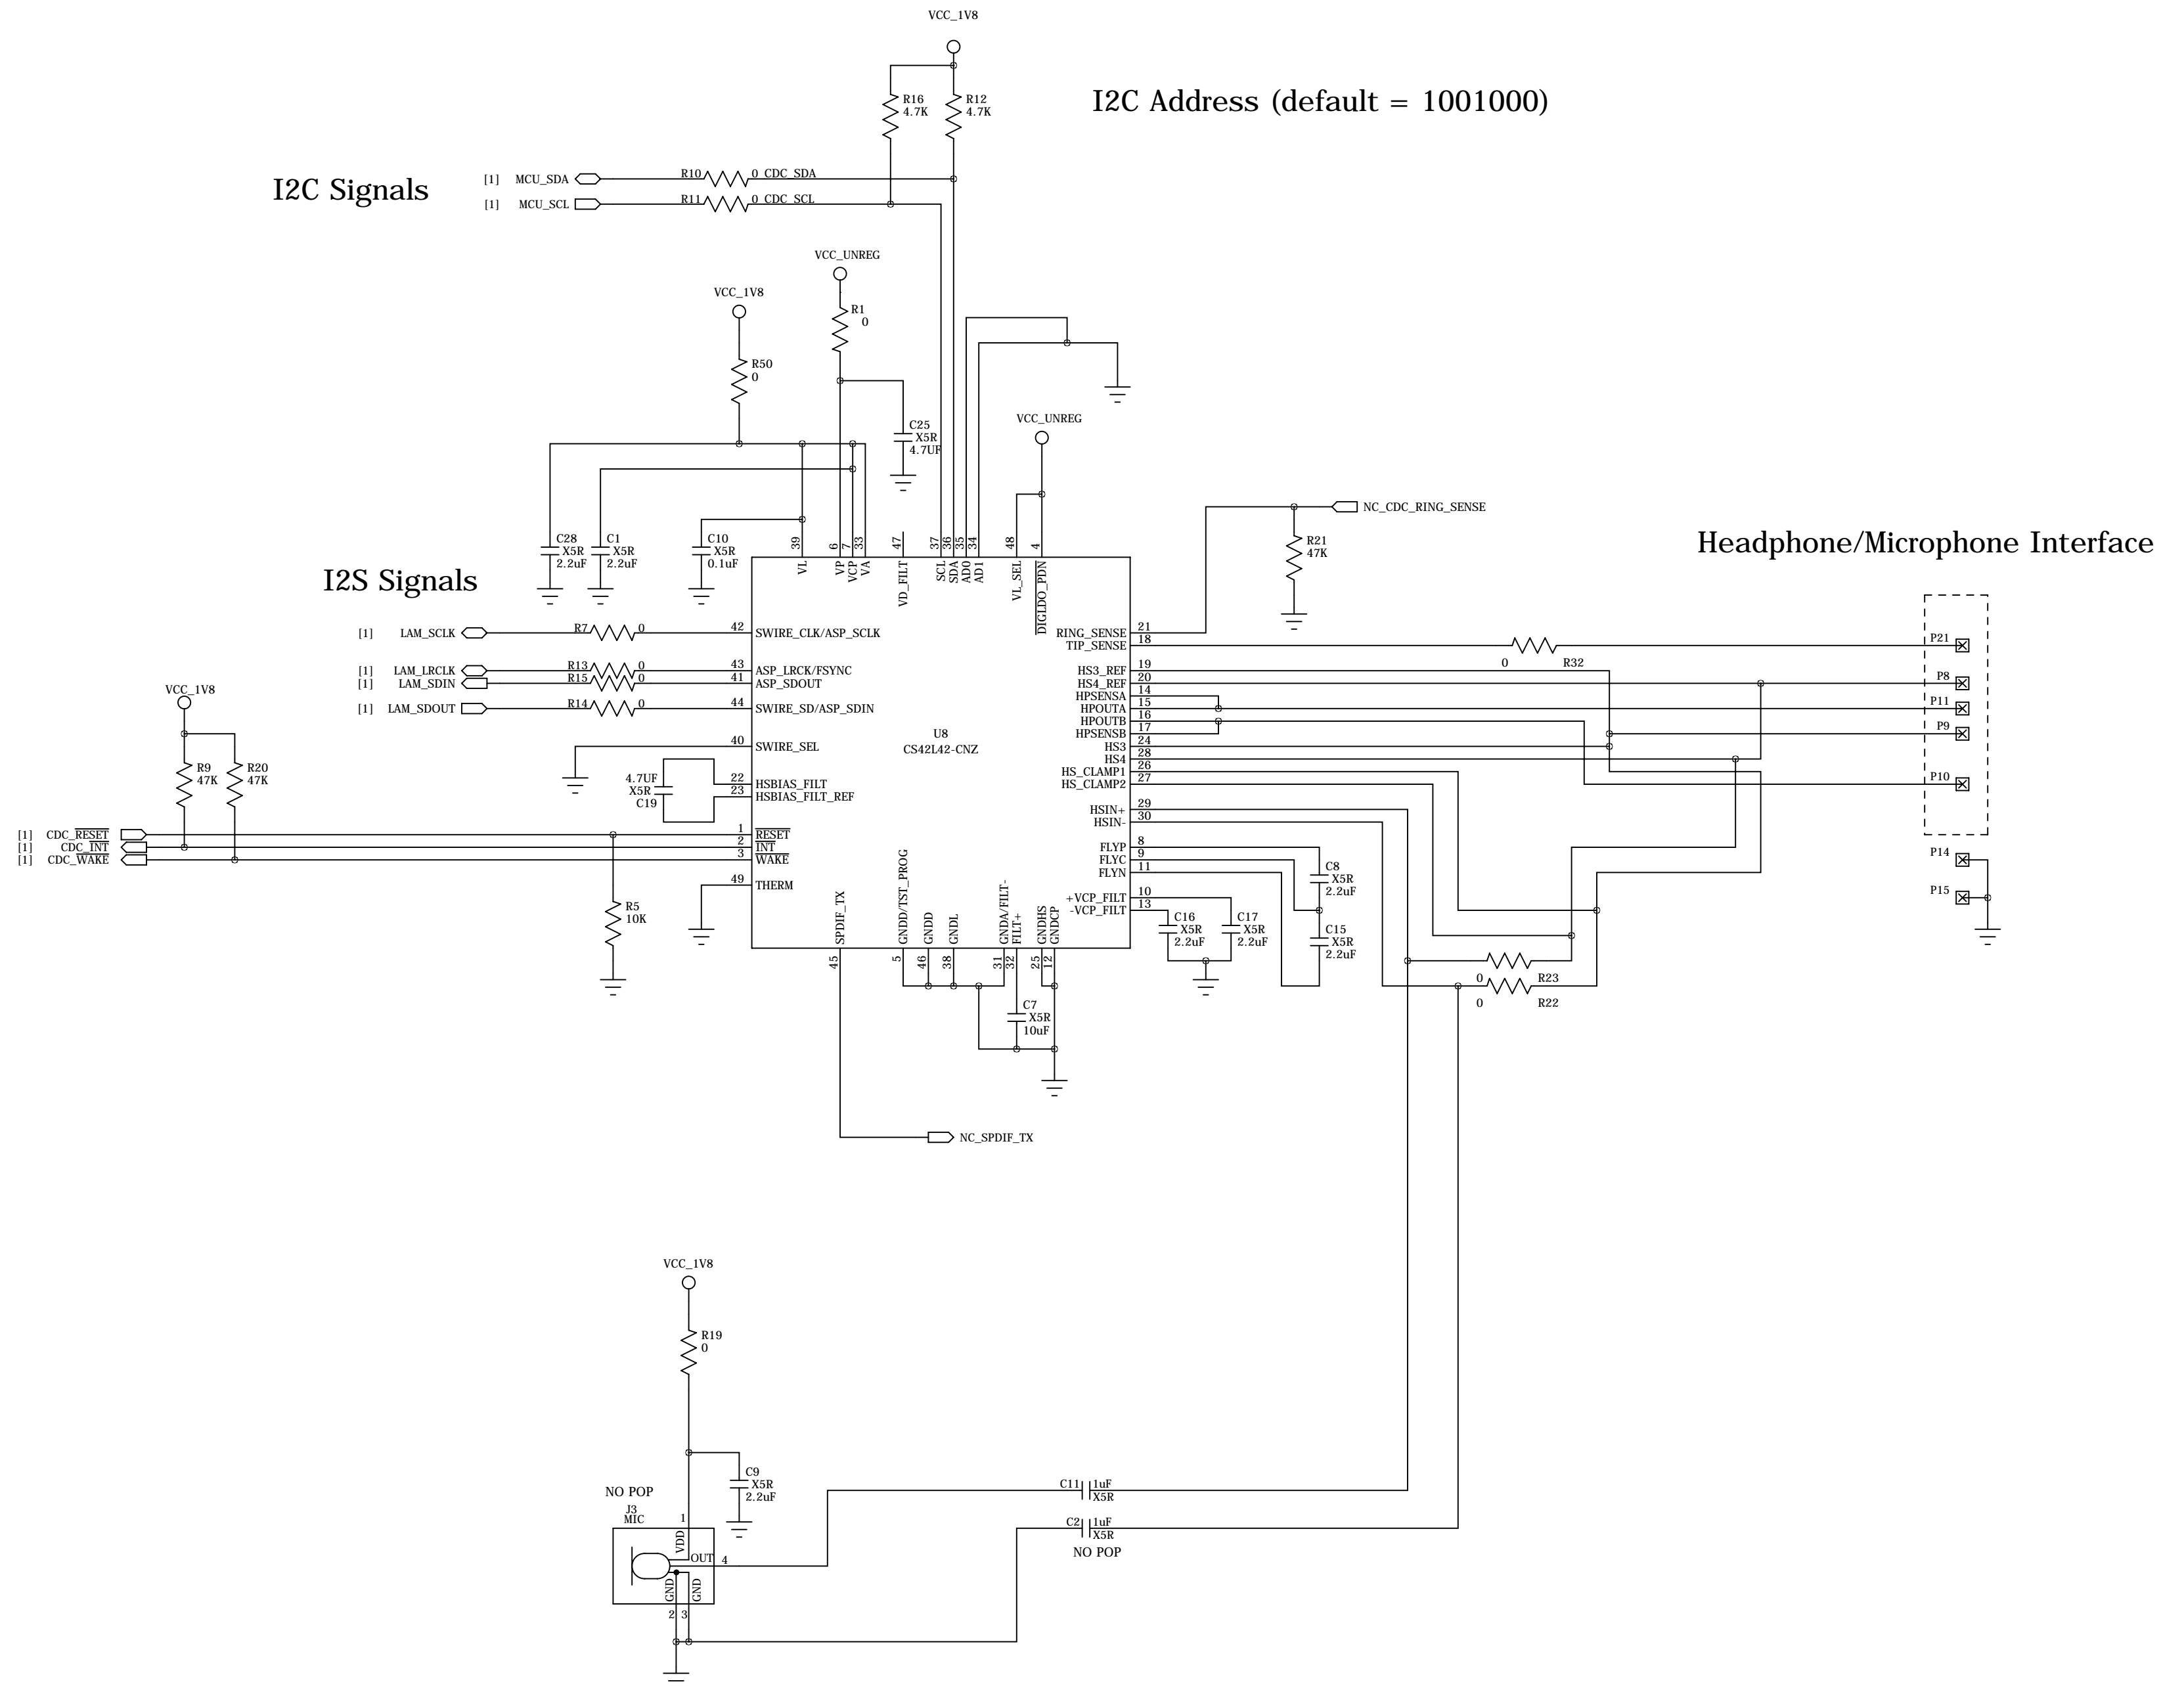 VCC_1V8
R16
4.7K
R12
4.7K
I2C Address (default = 1001000)
I2C Signals
[1] MCU_SDA
R10 0 CDC_SDA
[1] MCU_SCL
R11 0 CDC_SCL
VCC_UNREG
R1
0
VCC_1V8
R50
0
C25
X5R
4.7UF
VCC_UNREG
NC_CDC_RING_SENSE
R21
47K
Headphone/Microphone Interface
C28
X5R
2.2uF
C1
X5R
2.2uF
C10
X5R
0.1uF
39
6
7
33
47
37
36
35
34
48
4
VL
VP
VCP
VA
VD_FILT
SCL
SDA
AD0
AD1
VL_SEL
DIGLDO_PDN
I2S Signals
[1] LAM_SCLK
R7 0
42 SWIRE_CLK/ASP_SCLK
[1] LAM_LRCLK
R13 0
43 ASP_LRCK/FSYNC
[1] LAM_SDIN
R15 0
41 ASP_SDOUT
[1] LAM_SDOUT
R14 0
44 SWIRE_SD/ASP_SDIN
40 SWIRE_SEL
4.7UF
X5R
C19
22 HSBIAS_FILT
23 HSBIAS_FILT_REF
VCC_1V8
R9
47K
R20
47K
[1] CDC_RESET
[1] CDC_INT
[1] CDC_WAKE
1 RESET
2 INT
3 WAKE
49 THERM
R5
10K
U8
CS42L42-CNZ
RING_SENSE 21
TIP_SENSE 18
HS3_REF 19
HS4_REF 20
HPSENSA 14
HPOUTA 15
HPOUTB 16
HPSENSB 17
HS3 24
HS4 28
HS_CLAMP1 26
HS_CLAMP2 27
HSIN+ 29
HSIN- 30
FLYP 8
FLYC 9
FLYN 11
+VCP_FILT 10
-VCP_FILT 13
0 R32
P21
P8
P11
P9
P10
P14
P15
C8
X5R
2.2uF
C16
X5R
2.2uF
C17
X5R
2.2uF
C15
X5R
2.2uF
0 R23
0 R22
SPDIF_TX
GNDD/TST_PROG
GNDD
GNDL
GNDA/FILT-
FILT+
GNDHS
GNDCP
45
5
46
38
31
32
25
12
C7
X5R
10uF
NC_SPDIF_TX
VCC_1V8
R19
0
C9
X5R
2.2uF
NO POP
J3
MIC
1
VDD
OUT 4
GND
GND
2 3
C11 1uF
X5R
C2 1uF
X5R
NO POP